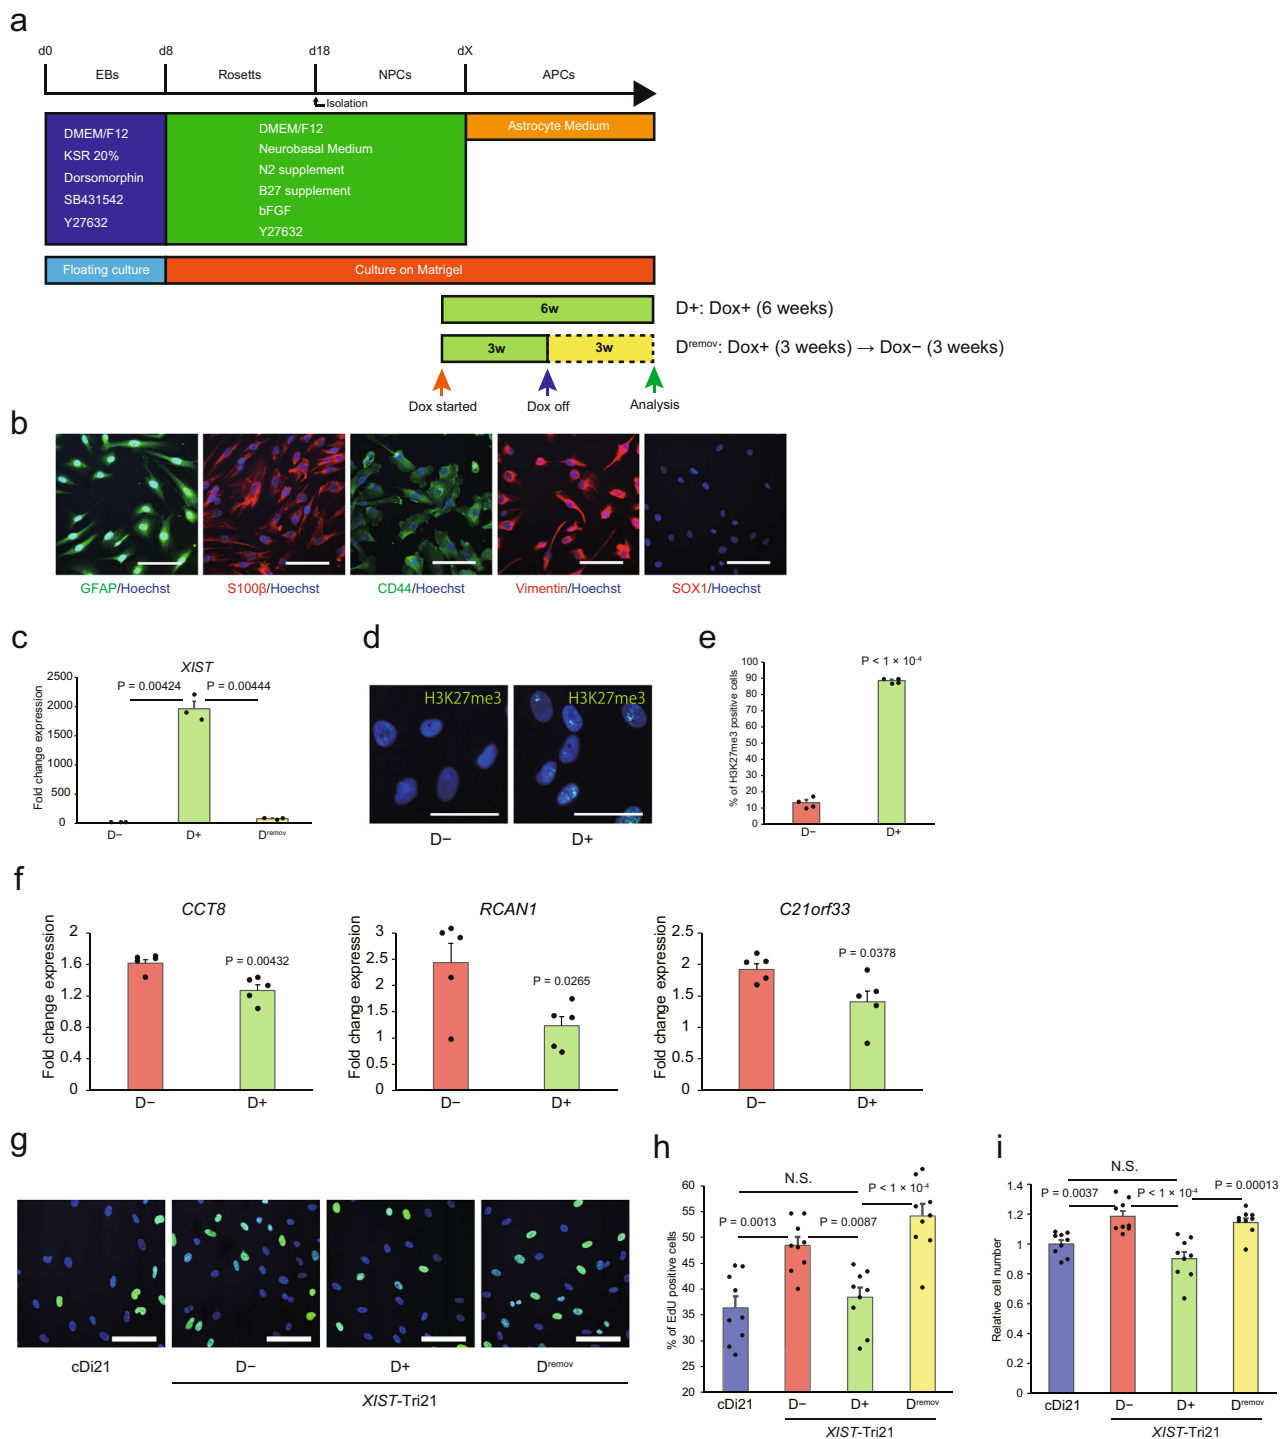 a
d0 d8 d18 dX
EBs Rosetts NPCs APCs
Isolation
DMEM/F12
KSR 20%
Dorsomorphin
SB431542
Y27632
DMEM/F12
Neurobasal Medium
N2 supplement
B27 supplement
bFGF
Y27632
Astrocyte Medium
Floating culture Culture on Matrigel
6w D+: Dox+ (6 weeks)
3w 3w Dremov: Dox+ (3 weeks) → Dox− (3 weeks)
Dox started Dox off Analysis
b
GFAP/Hoechst S100β/Hoechst CD44/Hoechst Vimentin/Hoechst SOX1/Hoechst
c
XIST
P = 0.00424 P = 0.00444
Fold change expression
2500
2000
1500
1000
500
0
D− D+ Dremov
d
H3K27me3 H3K27me3
D− D+
e
P < 1 × 10-4
% of H3K27me3 positive cells
100
90
80
70
60
50
40
30
20
10
0
D− D+
f
CCT8
Fold change expression
2
1.6
1.2
0.8
0.4
0
P = 0.00432
D− D+
RCAN1
Fold change expression
3
2.5
2
1.5
1
0.5
0
P = 0.0265
D− D+
C21orf33
Fold change expression
2.5
2
1.5
1
0.5
0
P = 0.0378
D− D+
g
cDi21 D− D+ Dremov
XIST-Tri21
h
N.S.
P < 1 × 10-4
P = 0.0013 P = 0.0087
% of EdU positive cells
60
55
50
45
40
35
30
25
20
cDi21 D− D+ Dremov
XIST-Tri21
i
N.S.
P = 0.0037 P < 1 × 10-4 P = 0.00013
Relative cell number
1.4
1.2
1
0.8
0.6
0.4
0.2
0
cDi21 D− D+ Dremov
XIST-Tri21